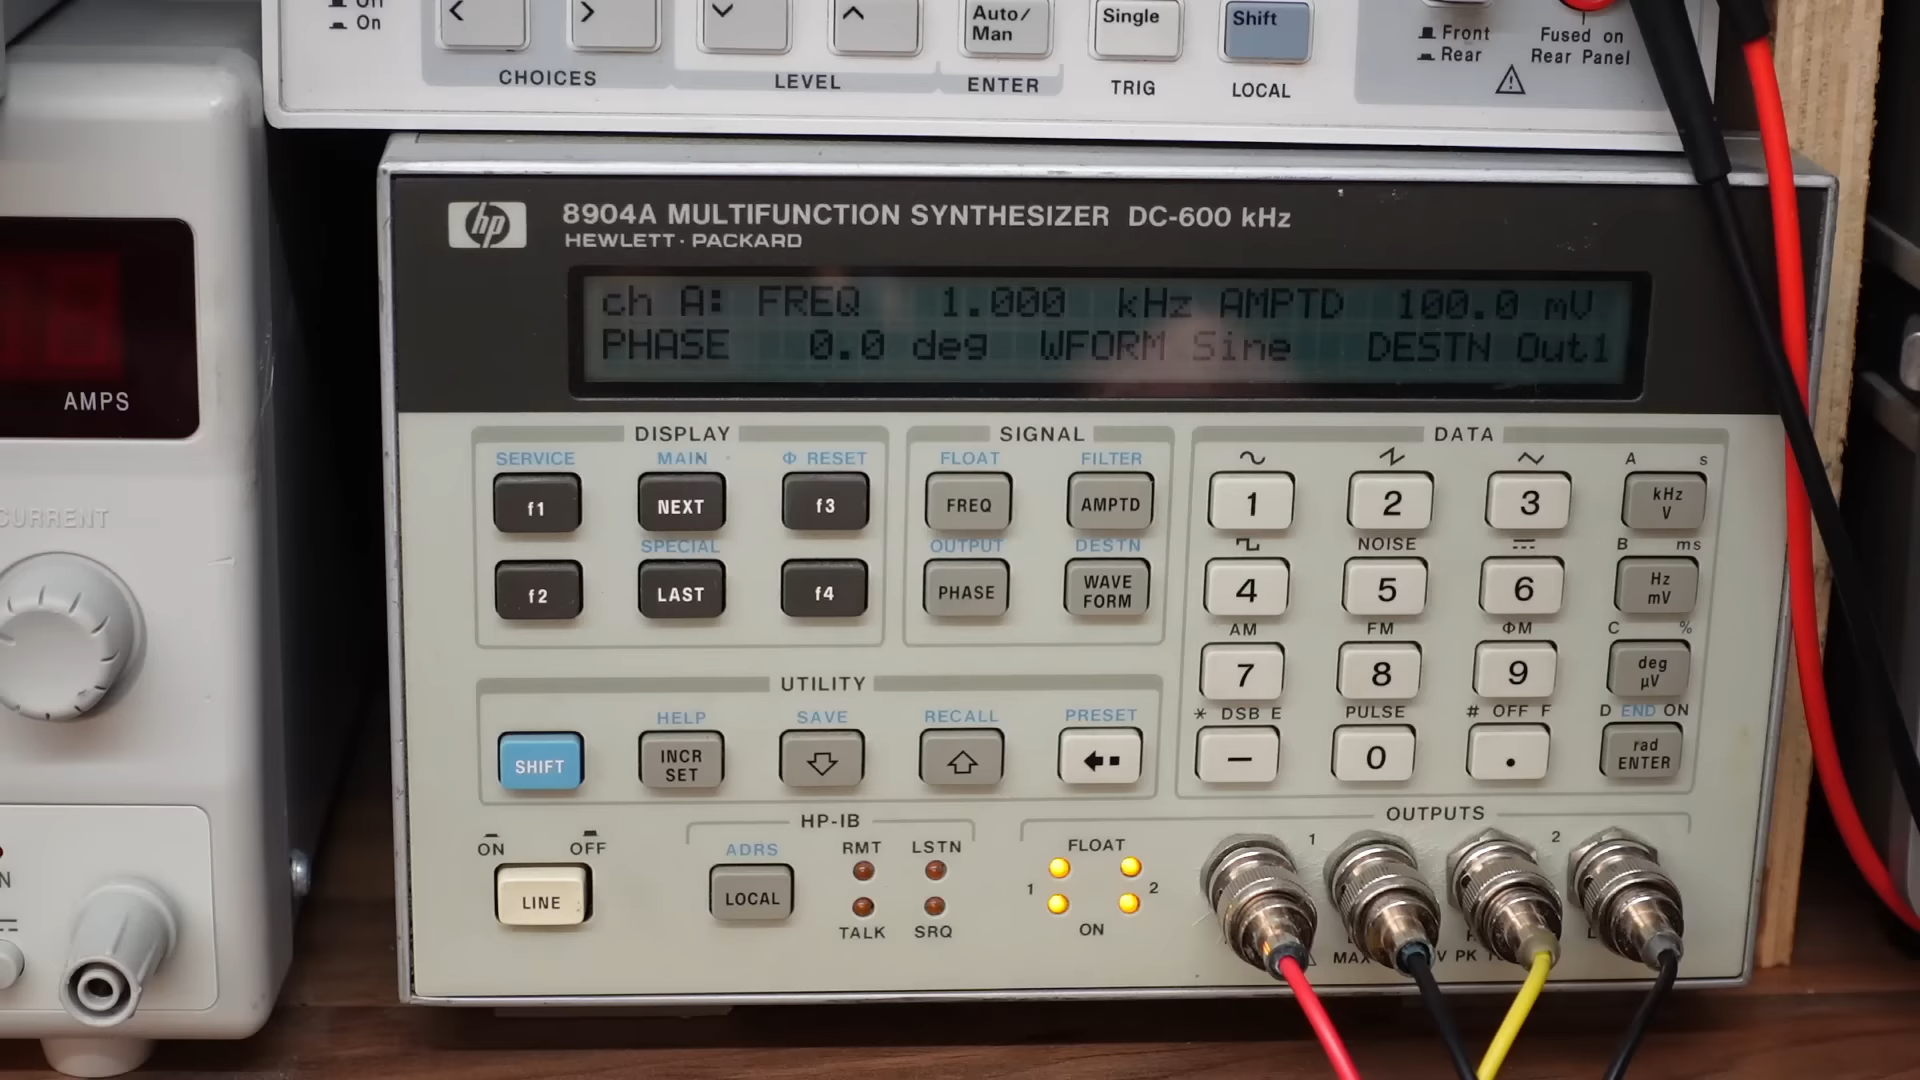 On
< > Auto/
Man Single Shift
CHOICES LEVEL ENTER TRIG LOCAL
Front
Rear
Fused on
Rear Panel
hp 8904A MULTIFUNCTION SYNTHESIZER DC-600 kHz
HEWLETT·PACKARD
ch A: FREQ 1.000 kHz AMPTD 100.0 mV
PHASE 0.0 deg WFORM Sine DESTN Out1
AMPS
CURRENT
DISPLAY
SERVICE MAIN Φ RESET
f1 NEXT f3
SPECIAL
f2 LAST f4
SIGNAL
FLOAT FILTER
FREQ AMPTD
OUTPUT DESTN
PHASE WAVE
FORM
DATA
A s
1 2 3 kHz
V
NOISE B ms
4 5 6 Hz
mV
AM FM ΦM C %
7 8 9 deg
µV
* DSB E PULSE # OFF F D END ON
− 0 . rad
ENTER
UTILITY
HELP SAVE RECALL PRESET
SHIFT INCR
SET
ON OFF
LINE
HP-IB
ADRS RMT LSTN
LOCAL
TALK SRQ
OUTPUTS
FLOAT
1 2
ON
1 2
MAX V PK